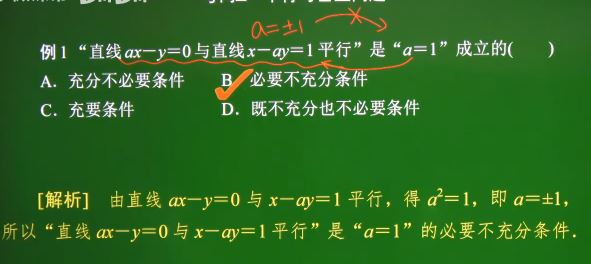 a=±1
例1 “直线 ax－y＝0 与直线 x－ay＝1 平行”是“a＝1”成立的(　　)
A．充分不必要条件　　B．必要不充分条件
C．充要条件　　D．既不充分也不必要条件
[解析]　由直线 ax－y＝0 与 x－ay＝1 平行，得 a²＝1，即 a＝±1，
所以“直线 ax－y＝0 与 x－ay＝1 平行”是“a＝1”的必要不充分条件．